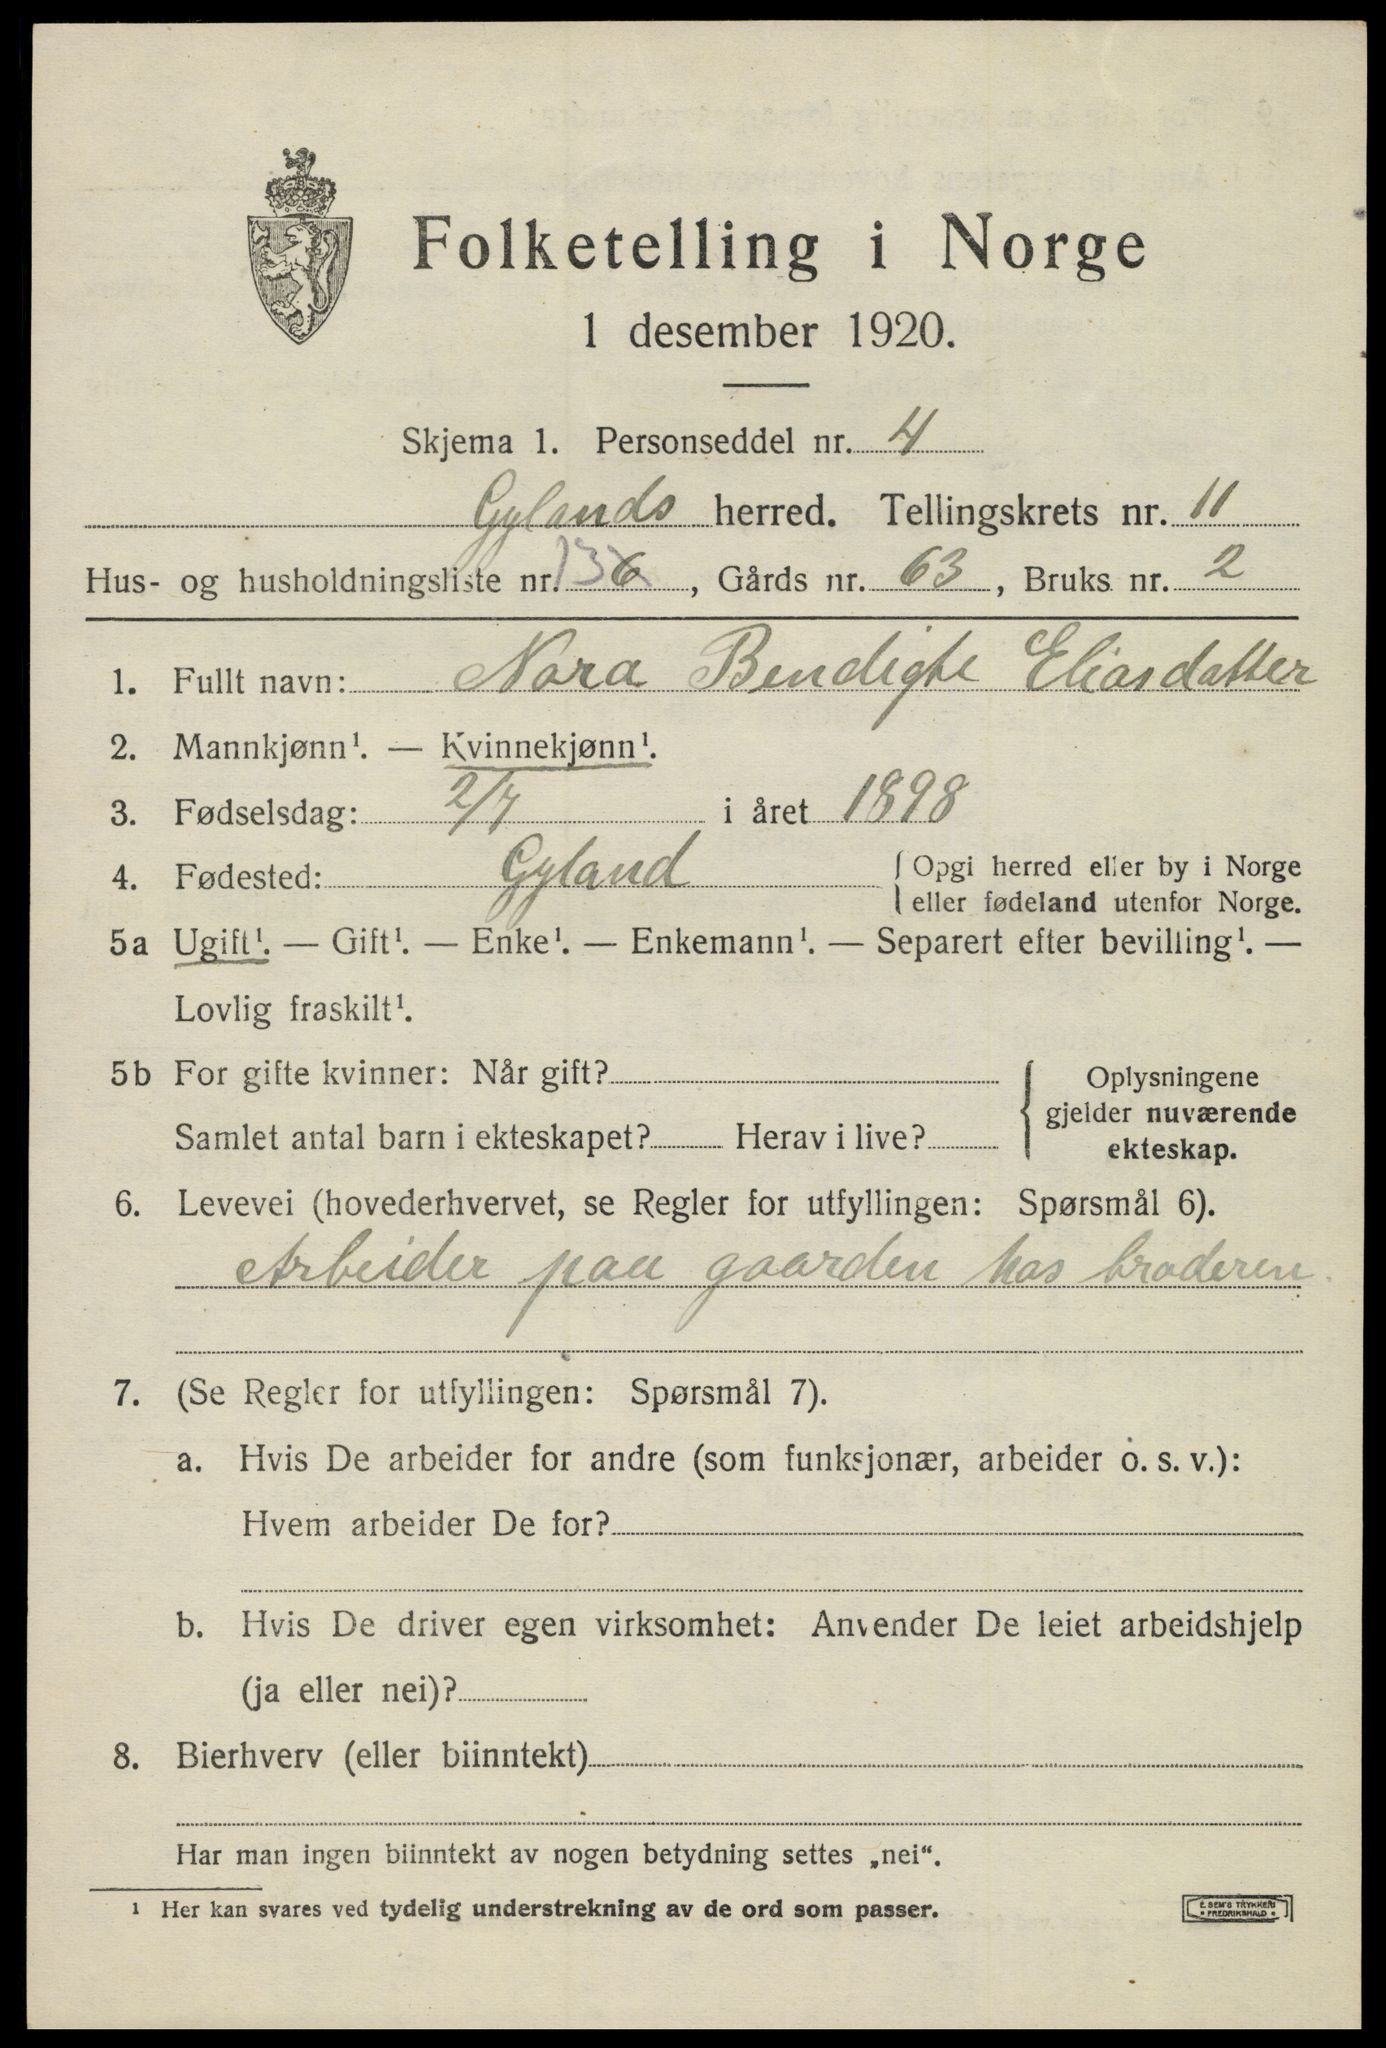 Folketelling i Norge
1 desember 1920.
Skjema 1. Personseddel nr. 4
Gylands herred. Tellingskrets nr. 11
Hus- og husholdningsliste nr. 13 6, Gårds nr. 63, Bruks nr. 2
1. Fullt navn: Nora Bendigte Eliasdatter
2. Mannkjønn¹. — Kvinnekjønn¹.
3. Fødselsdag: 2/7 i året 1898
4. Fødested: Gyland { Opgi herred eller by i Norge
eller fødeland utenfor Norge.
5a Ugift¹. — Gift¹. — Enke¹. — Enkemann¹. — Separert efter bevilling¹. —
Lovlig fraskilt¹.
5b For gifte kvinner: Når gift? { Oplysningene
gjelder nuværende
Samlet antal barn i ekteskapet? Herav i live? ekteskap.
6. Levevei (hovederhvervet, se Regler for utfyllingen: Spørsmål 6).
Arbeider paa gaarden hos broderen
7. (Se Regler for utfyllingen: Spørsmål 7).
a. Hvis De arbeider for andre (som funksjonær, arbeider o. s. v.):
Hvem arbeider De for?
b. Hvis De driver egen virksomhet: Anvender De leiet arbeidshjelp
(ja eller nei)?
8. Bierhverv (eller biinntekt)
Har man ingen biinntekt av nogen betydning settes „nei“.
¹ Her kan svares ved tydelig understrekning av de ord som passer.
E. SEM'S TRYKKERI
FREDRIKSHALD